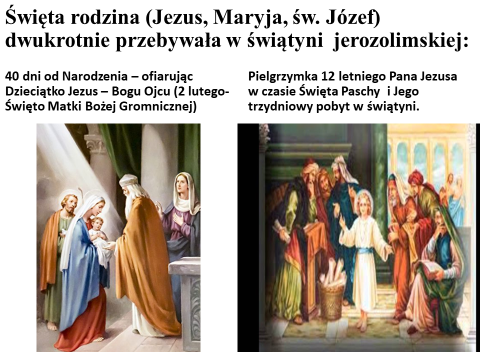 Święta rodzina (Jezus, Maryja, św. Józef)
dwukrotnie przebywała w świątyni  jerozolimskiej:
40 dni od Narodzenia – ofiarując
Dzieciątko Jezus – Bogu Ojcu (2 lutego-
Święto Matki Bożej Gromnicznej)
Pielgrzymka 12 letniego Pana Jezusa
w czasie Święta Paschy  i Jego
trzydniowy pobyt w świątyni.